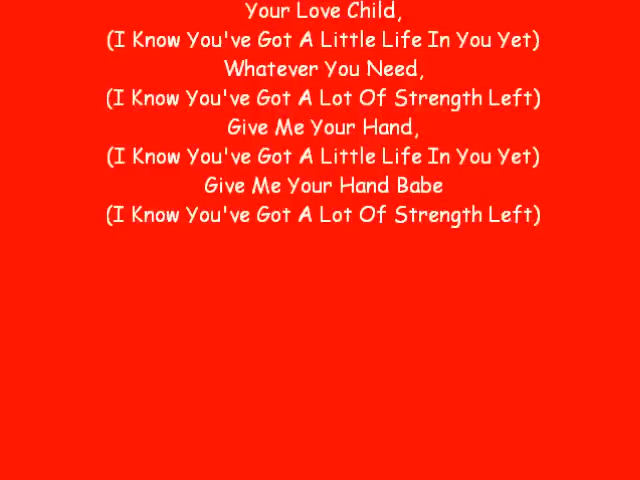 Your Love Child,
(I Know You've Got A Little Life In You Yet)
Whatever You Need,
(I Know You've Got A Lot Of Strength Left)
Give Me Your Hand,
(I Know You've Got A Little Life In You Yet)
Give Me Your Hand Babe
(I Know You've Got A Lot Of Strength Left)